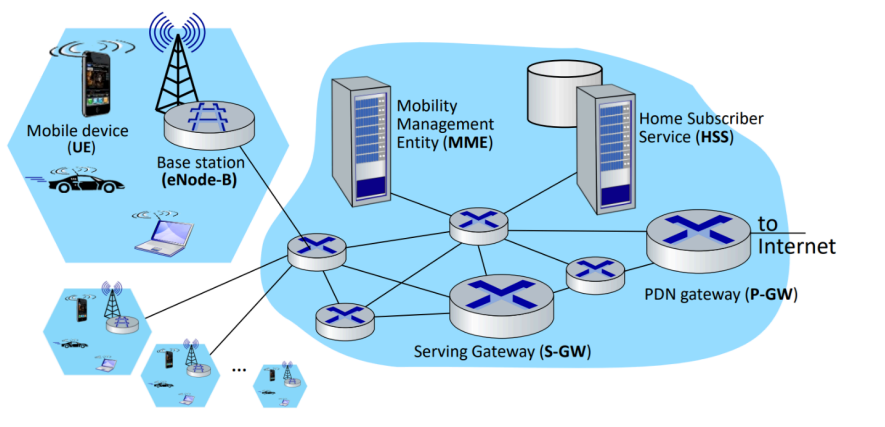 Mobile device
(UE)
Base station
(eNode-B)
Mobility
Management
Entity (MME)
Home Subscriber
Service (HSS)
to
Internet
PDN gateway (P-GW)
Serving Gateway (S-GW)
...